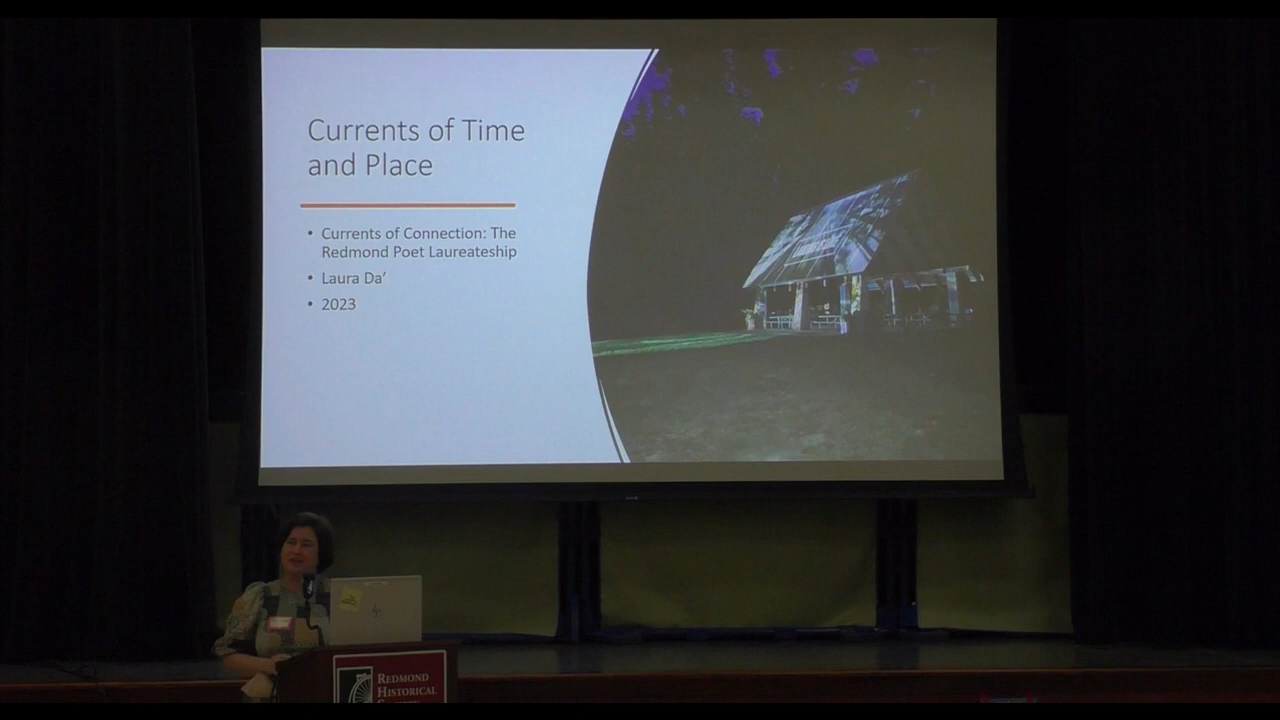 Currents of Time
and Place
• Currents of Connection: The
Redmond Poet Laureateship
• Laura Da’
• 2023
REDMOND
HISTORICAL